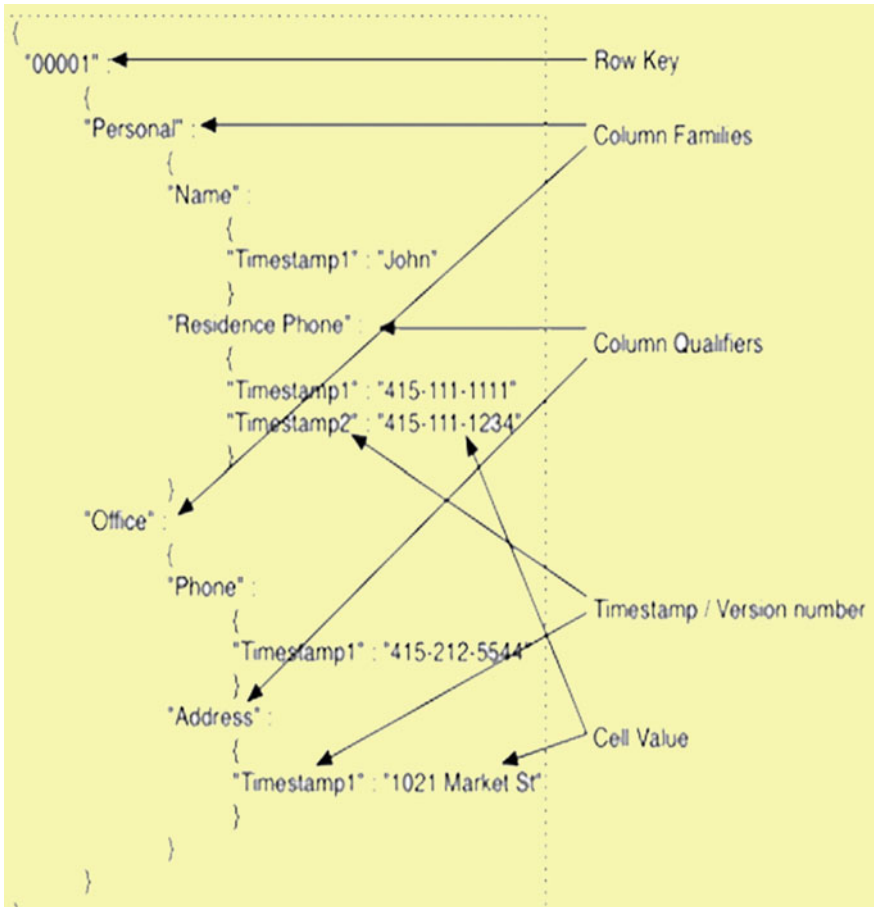 {
"00001" : Row Key
{
"Personal" : Column Families
{
"Name" :
{
"Timestamp1" : "John"
}
"Residence Phone" : Column Qualifiers
{
"Timestamp1" : "415-111-1111"
"Timestamp2" : "415-111-1234"
}
}
"Office" :
{
"Phone" : Timestamp / Version number
{
"Timestamp1" : "415-212-5544"
}
"Address" : Cell Value
{
"Timestamp1" : "1021 Market St"
}
}
}
}